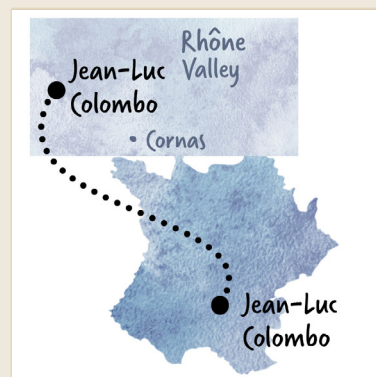 Rhône
Valley
Jean-Luc
Colombo
• Cornas
Jean-Luc
Colombo